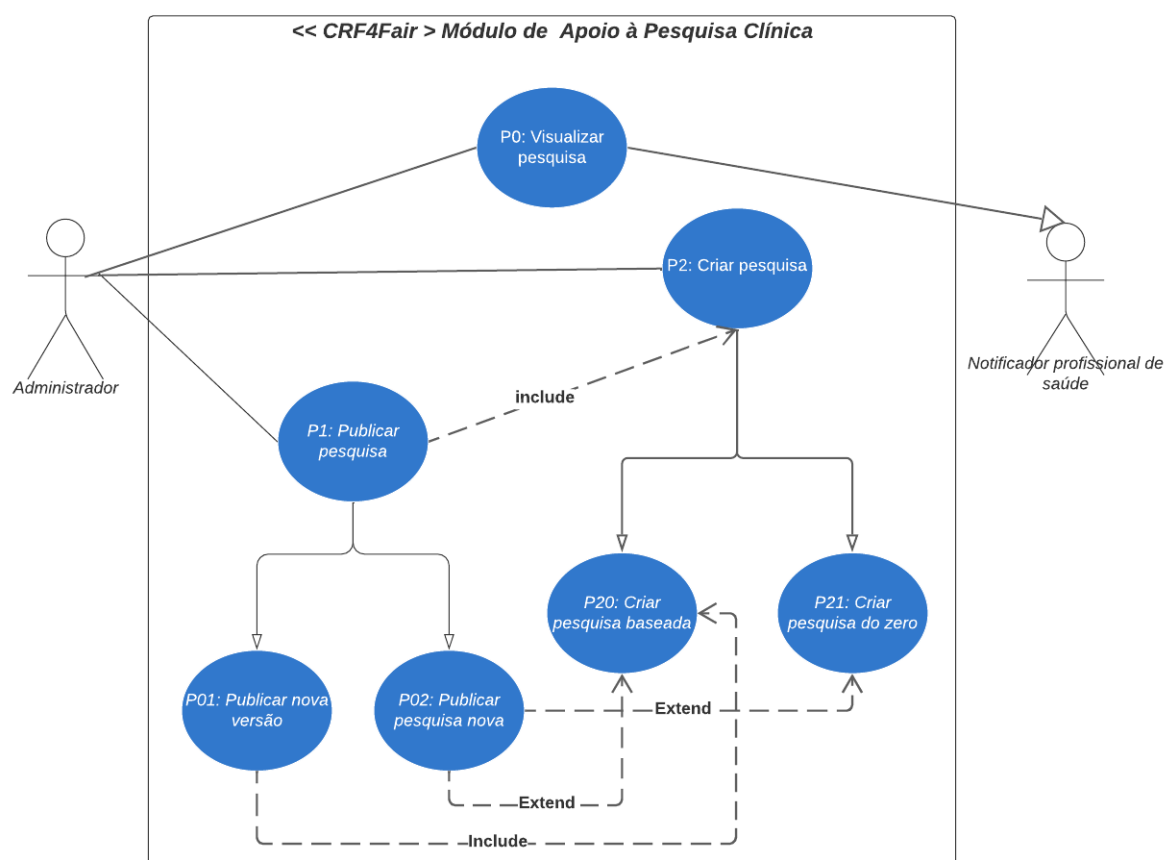 << CRF4Fair > Módulo de Apoio à Pesquisa Clínica
P0: Visualizar
pesquisa
P2: Criar pesquisa
Administrador
Notificador profissional de
saúde
include
P1: Publicar
pesquisa
P20: Criar
pesquisa baseada
P21: Criar
pesquisa do zero
P01: Publicar nova
versão
P02: Publicar
pesquisa nova
Extend
Extend
Include